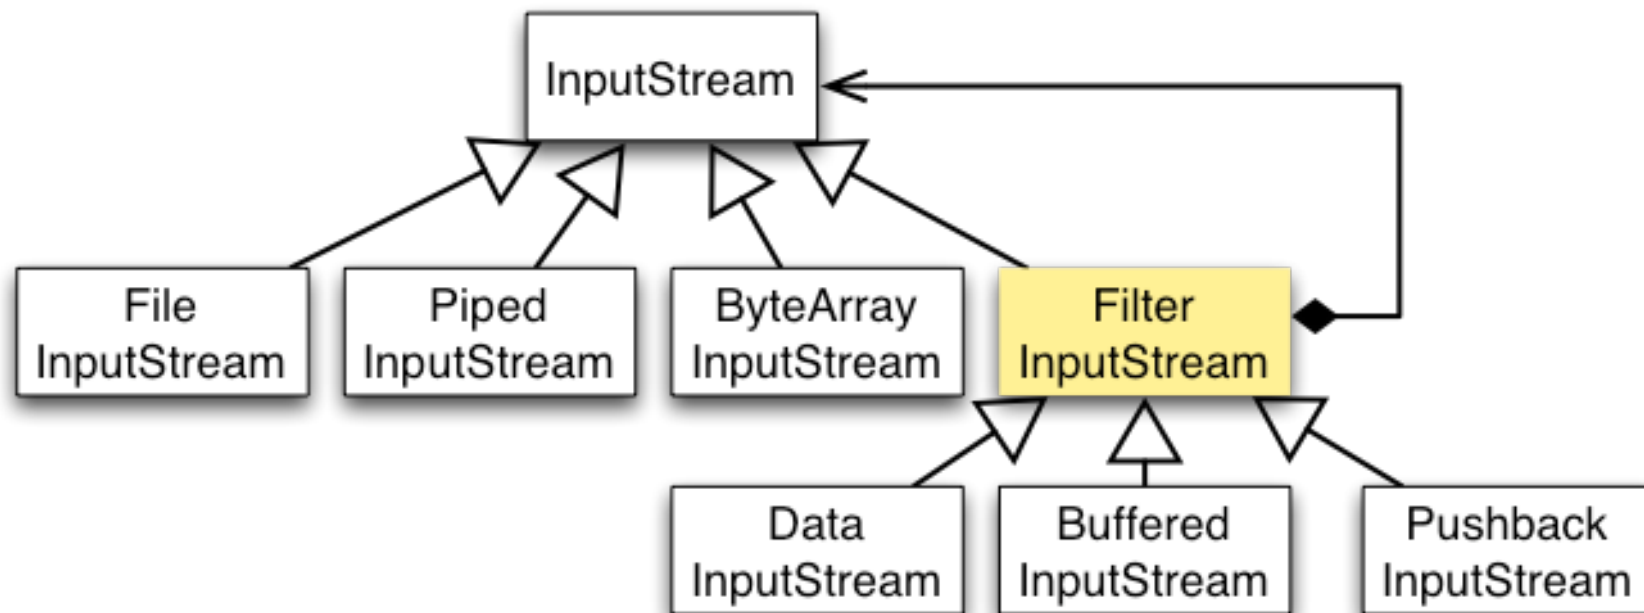 InputStream
File
InputStream
Piped
InputStream
ByteArray
InputStream
Filter
InputStream
Data
InputStream
Buffered
InputStream
Pushback
InputStream